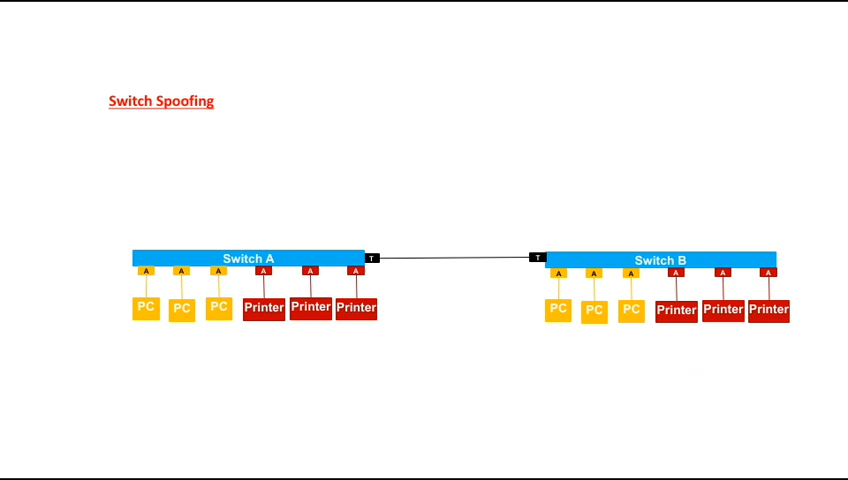 Switch Spoofing
Switch A T
T Switch B
A A A A A A
A A A A A A
PC PC PC Printer Printer Printer
PC PC PC Printer Printer Printer